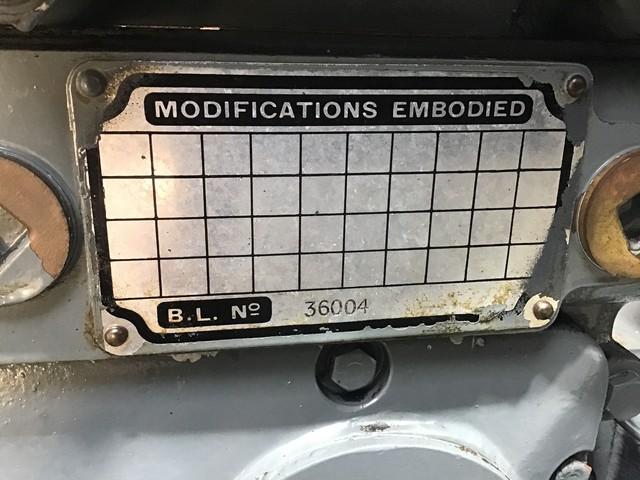 MODIFICATIONS EMBODIED
B.L. Nº 36004